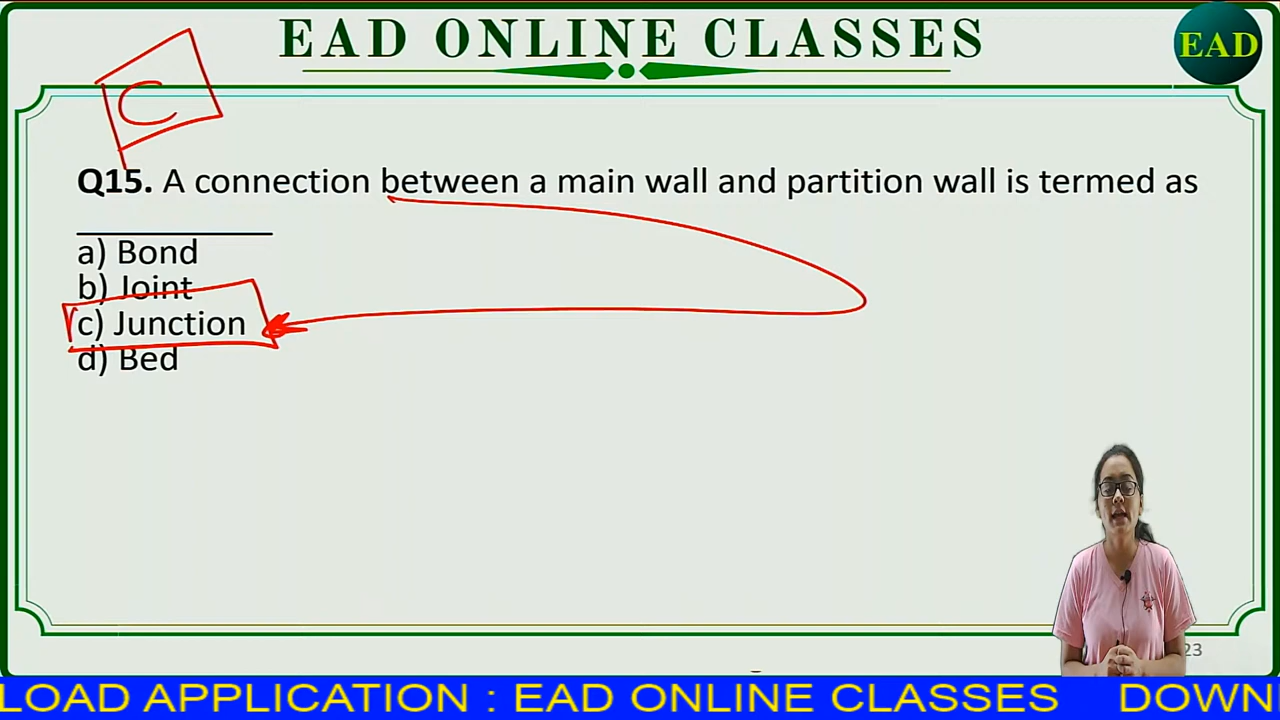 EAD ONLINE CLASSES
EAD
C
Q15. A connection between a main wall and partition wall is termed as
a) Bond
b) Joint
c) Junction
d) Bed
23
LOAD APPLICATION : EAD ONLINE CLASSES DOWN